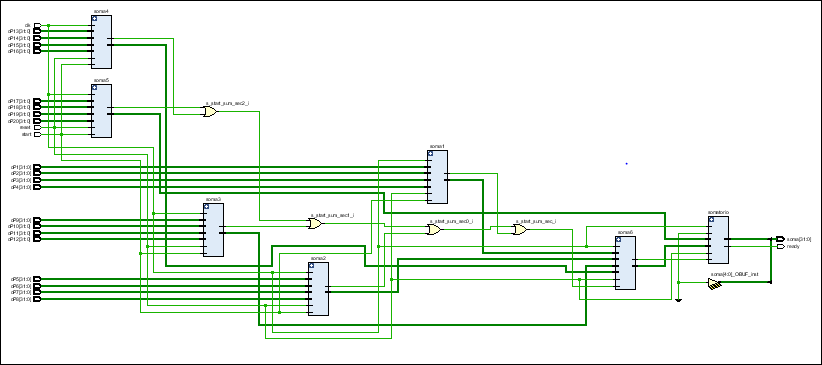 soma4
clk
dP13[31:0]
dP14[31:0]
dP15[31:0]
dP16[31:0]
soma5
dP17[31:0]
dP18[31:0]
dP19[31:0]
dP20[31:0]
reset
start
s_start_sum_sec2_i
soma1
dP1[31:0]
dP2[31:0]
dP3[31:0]
dP4[31:0]
soma3
dP9[31:0]
dP10[31:0]
dP11[31:0]
dP12[31:0]
s_start_sum_sec1_i
s_start_sum_sec0_i
s_start_sum_sec_i
soma6
somatorio
soma[31:0]
ready
soma2
dP5[31:0]
dP6[31:0]
dP7[31:0]
dP8[31:0]
soma[4:0]_OBUF_inst